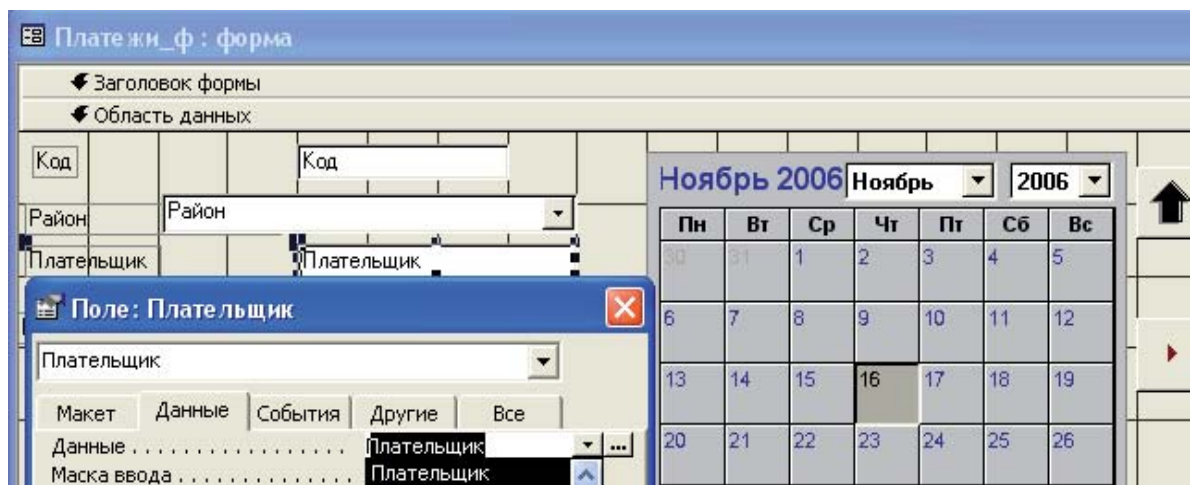 Платежи_ф : форма
Заголовок формы
Область данных
Код Код
Район Район
Плательщик Плательщик
Поле: Плательщик
Плательщик
Макет Данные События Другие Все
Данные . . . . . . . . . . . . . . . . . . Плательщик ...
Маска ввода . . . . . . . . . . . . . . Плательщик
Ноябрь 2006 Ноябрь 2006
Пн Вт Ср Чт Пт Сб Вс
30 31 1 2 3 4 5
6 7 8 9 10 11 12
13 14 15 16 17 18 19
20 21 22 23 24 25 26